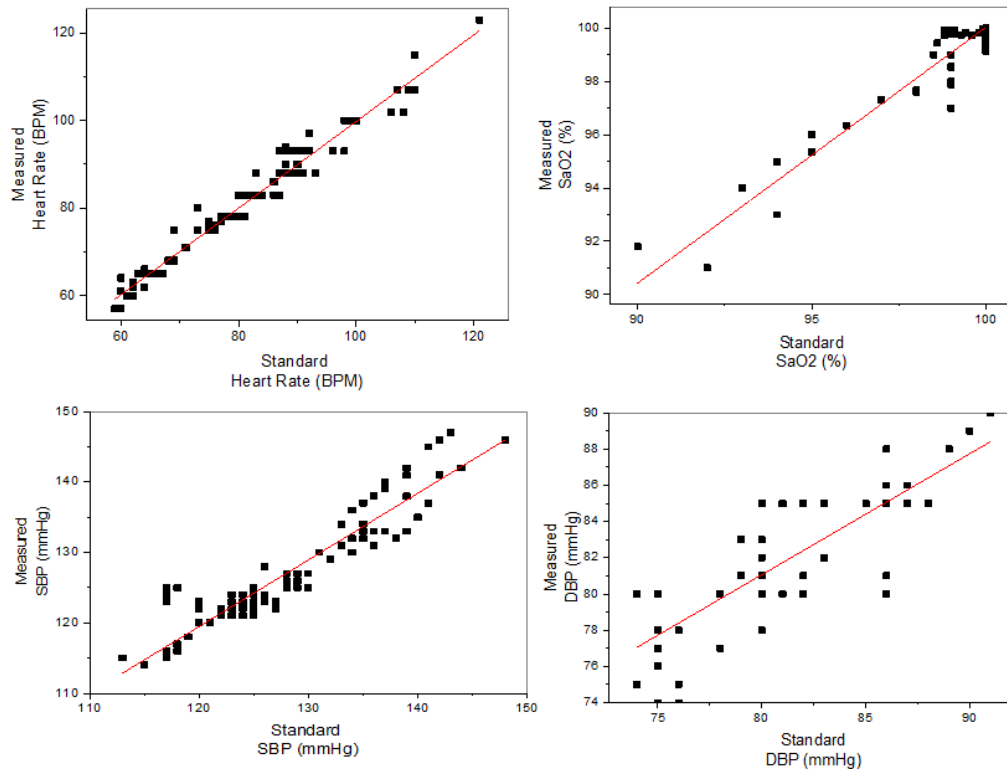 Measured
Heart Rate (BPM)
120
100
80
60
60
80
100
120
Standard
Heart Rate (BPM)
Measured
SaO2 (%)
100
98
96
94
92
90
90
95
100
Standard
SaO2 (%)
Measured
SBP (mmHg)
150
140
130
120
110
110
120
130
140
150
Standard
SBP (mmHg)
Measured
DBP (mmHg)
90
88
86
84
82
80
78
76
74
75
80
85
90
Standard
DBP (mmHg)